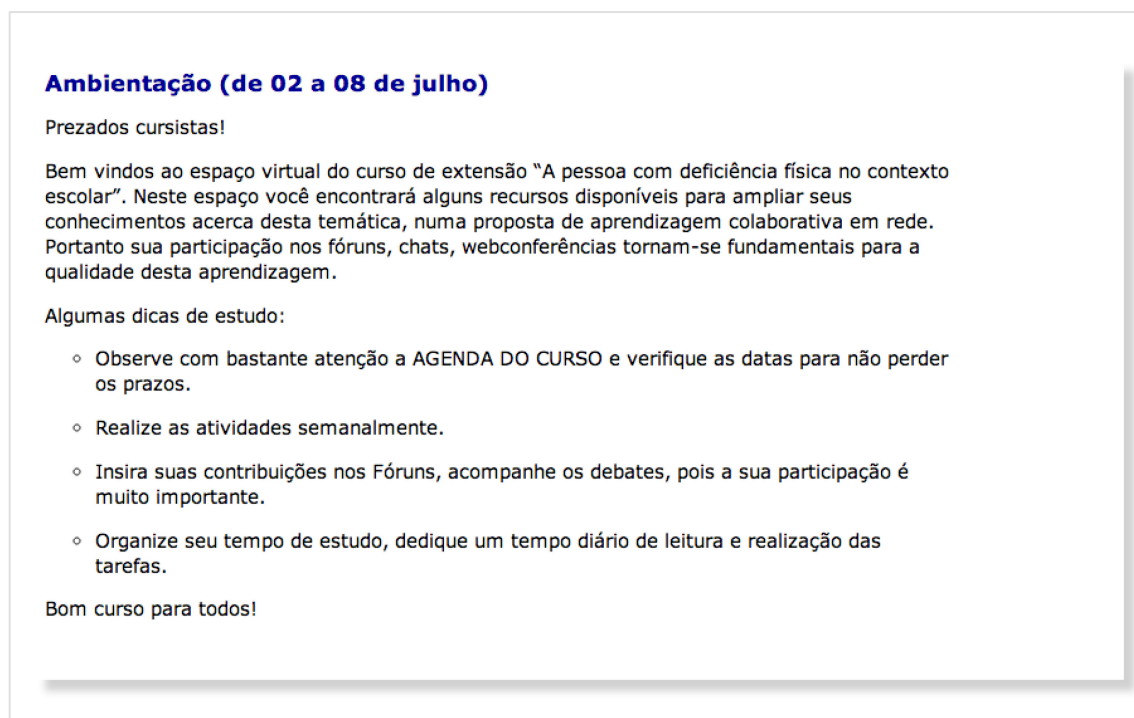 Ambientação (de 02 a 08 de julho)
Prezados cursistas!
Bem vindos ao espaço virtual do curso de extensão “A pessoa com deficiência física no contexto
escolar”. Neste espaço você encontrará alguns recursos disponíveis para ampliar seus
conhecimentos acerca desta temática, numa proposta de aprendizagem colaborativa em rede.
Portanto sua participação nos fóruns, chats, webconferências tornam-se fundamentais para a
qualidade desta aprendizagem.
Algumas dicas de estudo:
Observe com bastante atenção a AGENDA DO CURSO e verifique as datas para não perder
os prazos.
Realize as atividades semanalmente.
Insira suas contribuições nos Fóruns, acompanhe os debates, pois a sua participação é
muito importante.
Organize seu tempo de estudo, dedique um tempo diário de leitura e realização das
tarefas.
Bom curso para todos!